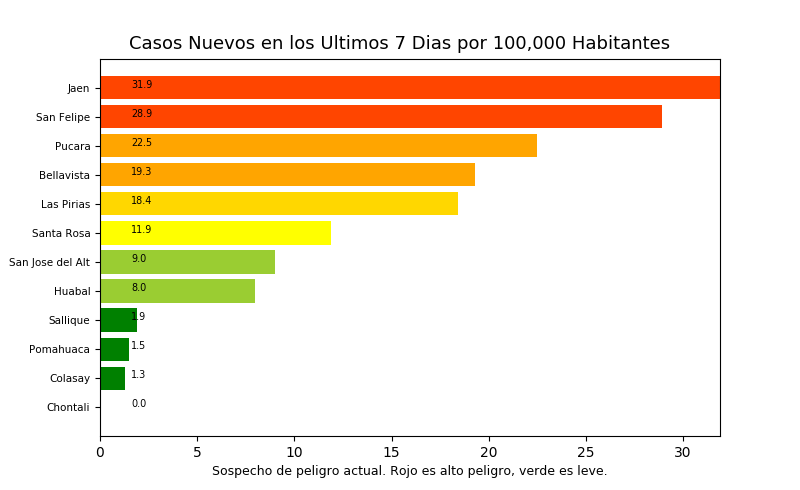 Casos Nuevos en los Ultimos 7 Dias por 100,000 Habitantes
Jaen 31.9
San Felipe 28.9
Pucara 22.5
Bellavista 19.3
Las Pirias 18.4
Santa Rosa 11.9
San Jose del Alt 9.0
Huabal 8.0
Sallique 1.9
Pomahuaca 1.5
Colasay 1.3
Chontali 0.0
0 5 10 15 20 25 30
Sospecho de peligro actual. Rojo es alto peligro, verde es leve.